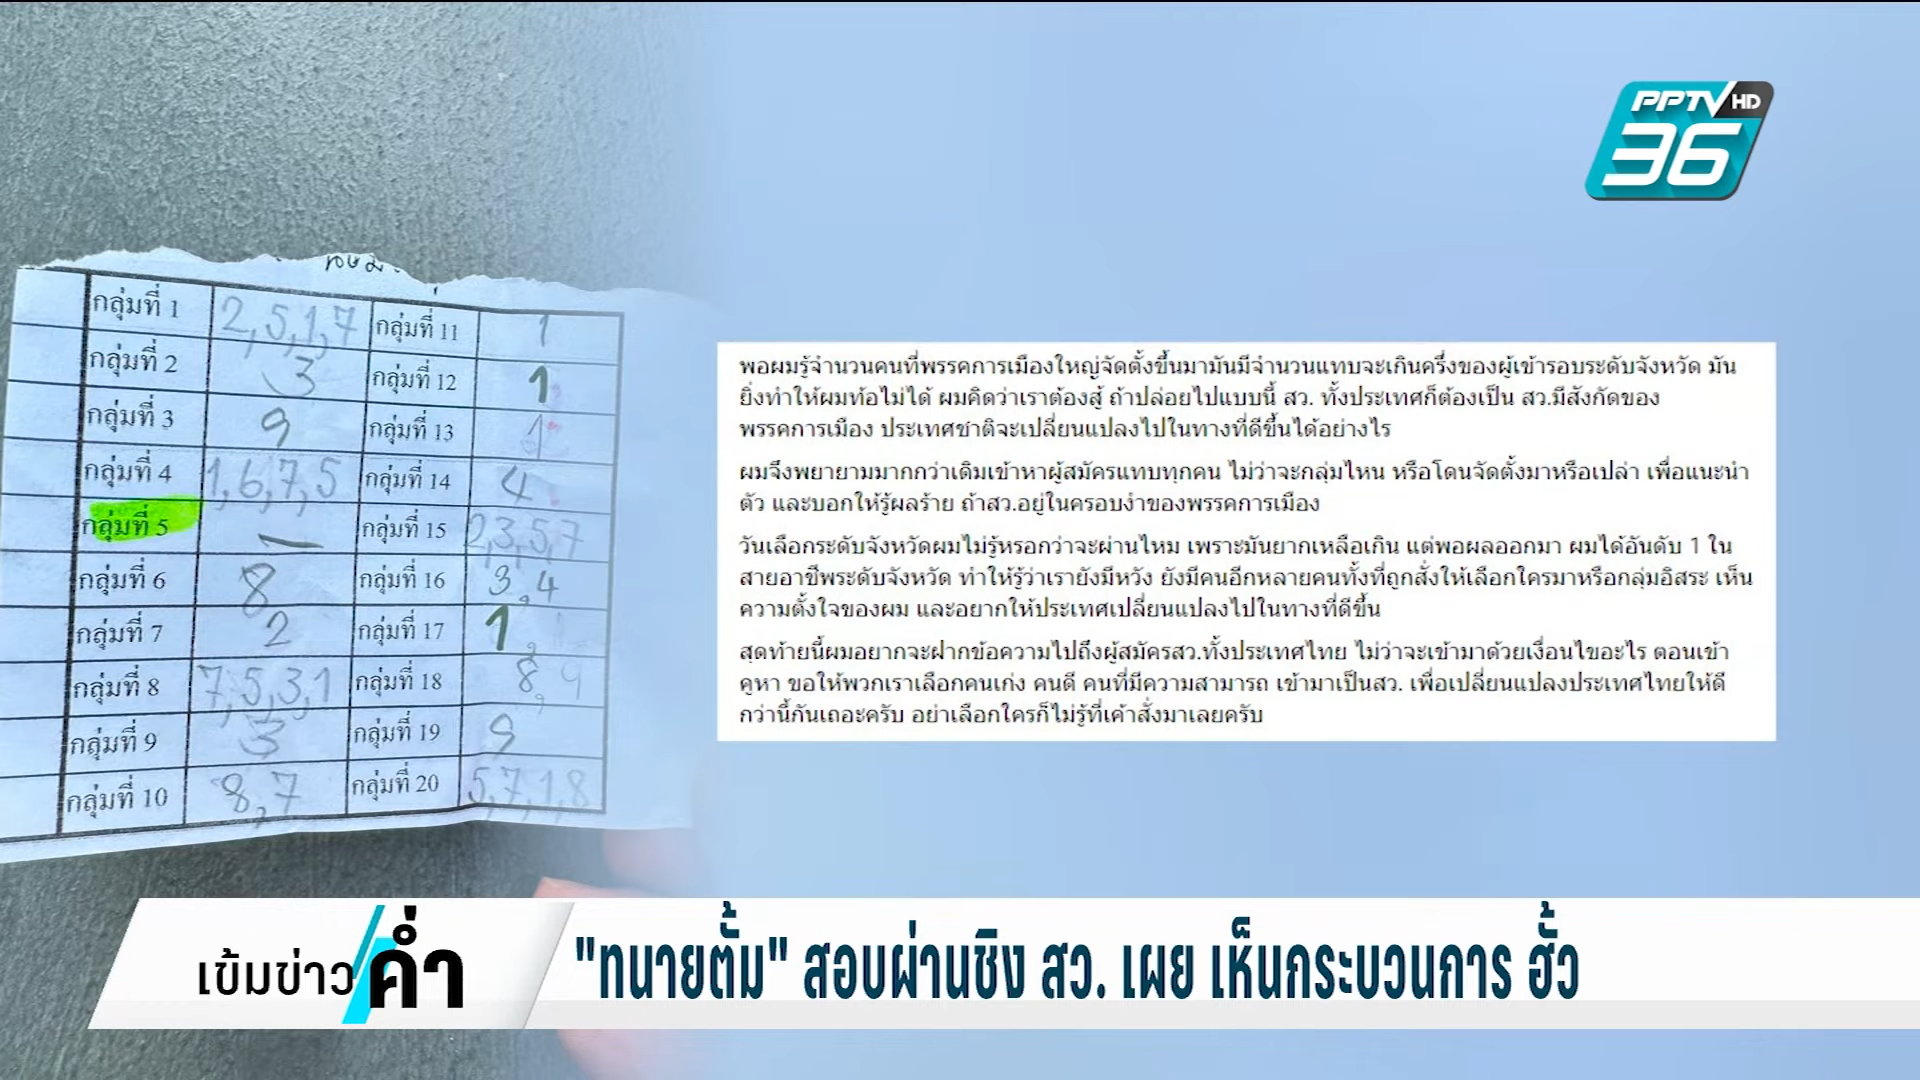 PPTV HD
36
กลุ่มที่ 1 2,5,1,7 กลุ่มที่ 11 1
กลุ่มที่ 2 3 กลุ่มที่ 12 1
กลุ่มที่ 3 9 กลุ่มที่ 13 1
กลุ่มที่ 4 1,6,7,5 กลุ่มที่ 14 4
กลุ่มที่ 5 — กลุ่มที่ 15 2,3,5,7
กลุ่มที่ 6 8 กลุ่มที่ 16 3,4
กลุ่มที่ 7 2 กลุ่มที่ 17 1,
กลุ่มที่ 8 7,5,3,1 กลุ่มที่ 18 8,9
กลุ่มที่ 9 3 กลุ่มที่ 19 9
กลุ่มที่ 10 8,7 กลุ่มที่ 20 5,7,1,8
พอผมรู้จำนวนคนที่พรรคการเมืองใหญ่จัดตั้งขึ้นมามันมีจำนวนแทบจะเกินครึ่งของผู้เข้ารอบระดับจังหวัด มัน
ยิ่งทำให้ผมท้อไม่ได้ ผมคิดว่าเราต้องสู้ ถ้าปล่อยไปแบบนี้ สว. ทั้งประเทศก็ต้องเป็น สว.มีสังกัดของ
พรรคการเมือง ประเทศชาติจะเปลี่ยนแปลงไปในทางที่ดีขึ้นได้อย่างไร
ผมจึงพยายามมากกว่าเดิมเข้าหาผู้สมัครแทบทุกคน ไม่ว่าจะกลุ่มไหน หรือโดนจัดตั้งมาหรือเปล่า เพื่อแนะนำ
ตัว และบอกให้รู้ผลร้าย ถ้าสว.อยู่ในครอบงำของพรรคการเมือง
วันเลือกระดับจังหวัดผมไม่รู้หรอกว่าจะผ่านไหม เพราะมันยากเหลือเกิน แต่พอผลออกมา ผมได้อันดับ 1 ใน
สายอาชีพระดับจังหวัด ทำให้รู้ว่าเรายังมีหวัง ยังมีคนอีกหลายคนทั้งที่ถูกสั่งให้เลือกใครมาหรือกลุ่มอิสระ เห็น
ความตั้งใจของผม และอยากให้ประเทศเปลี่ยนแปลงไปในทางที่ดีขึ้น
สุดท้ายนี้ผมอยากจะฝากข้อความไปถึงผู้สมัครสว.ทั้งประเทศไทย ไม่ว่าจะเข้ามาด้วยเงื่อนไขอะไร ตอนเข้า
คูหา ขอให้พวกเราเลือกคนเก่ง คนดี คนที่มีความสามารถ เข้ามาเป็นสว. เพื่อเปลี่ยนแปลงประเทศไทยให้ดี
กว่านี้กันเถอะครับ อย่าเลือกใครก็ไม่รู้ที่เค้าสั่งมาเลยครับ
เข้มข่าวค่ำ
"ทนายตั้ม" สอบผ่านชิง สว. เผย เห็นกระบวนการ ฮั้ว